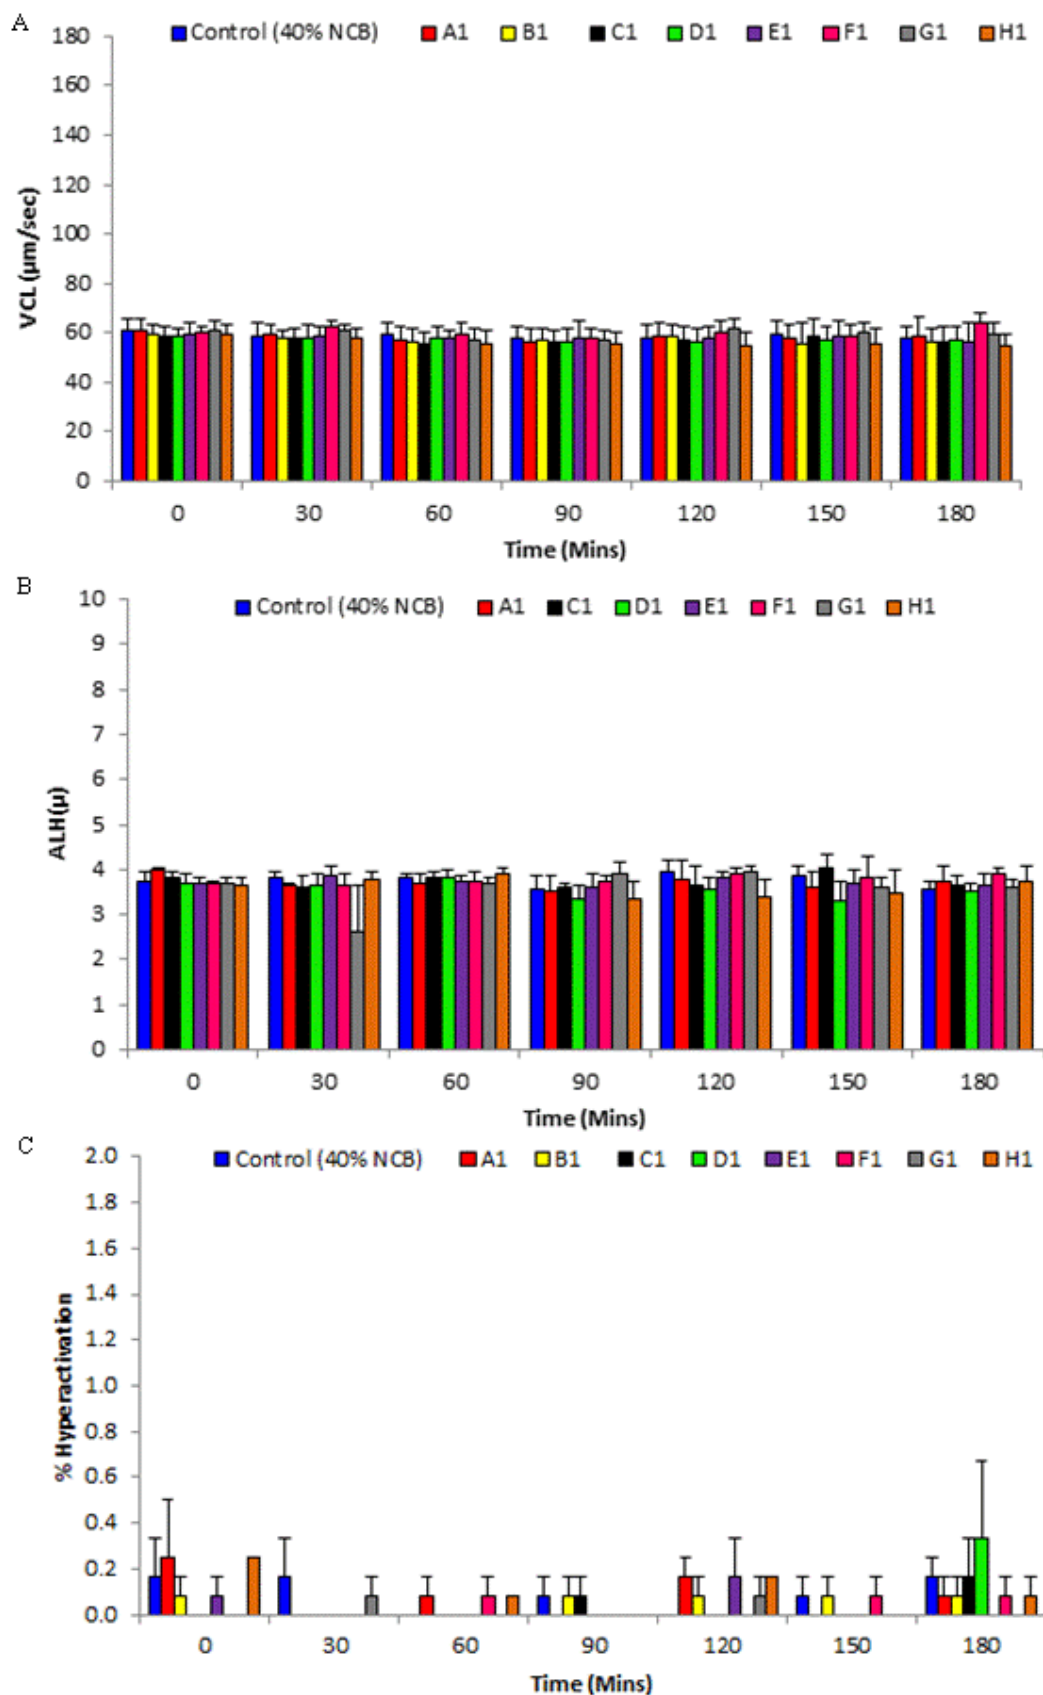 A
Control (40% NCB) A1 B1 C1 D1 E1 F1 G1 H1
180
160
140
120
100
80
60
40
20
0
VCL (µm/sec)
0 30 60 90 120 150 180
Time (Mins)
B
Control (40% NCB) A1 C1 D1 E1 F1 G1 H1
10
9
8
7
6
5
4
3
2
1
0
ALH(µ)
0 30 60 90 120 150 180
Time (Mins)
C
Control (40% NCB) A1 B1 C1 D1 E1 F1 G1 H1
2.0
1.8
1.6
1.4
1.2
1.0
0.8
0.6
0.4
0.2
0.0
% Hyperactivation
0 30 60 90 120 150 180
Time (Mins)